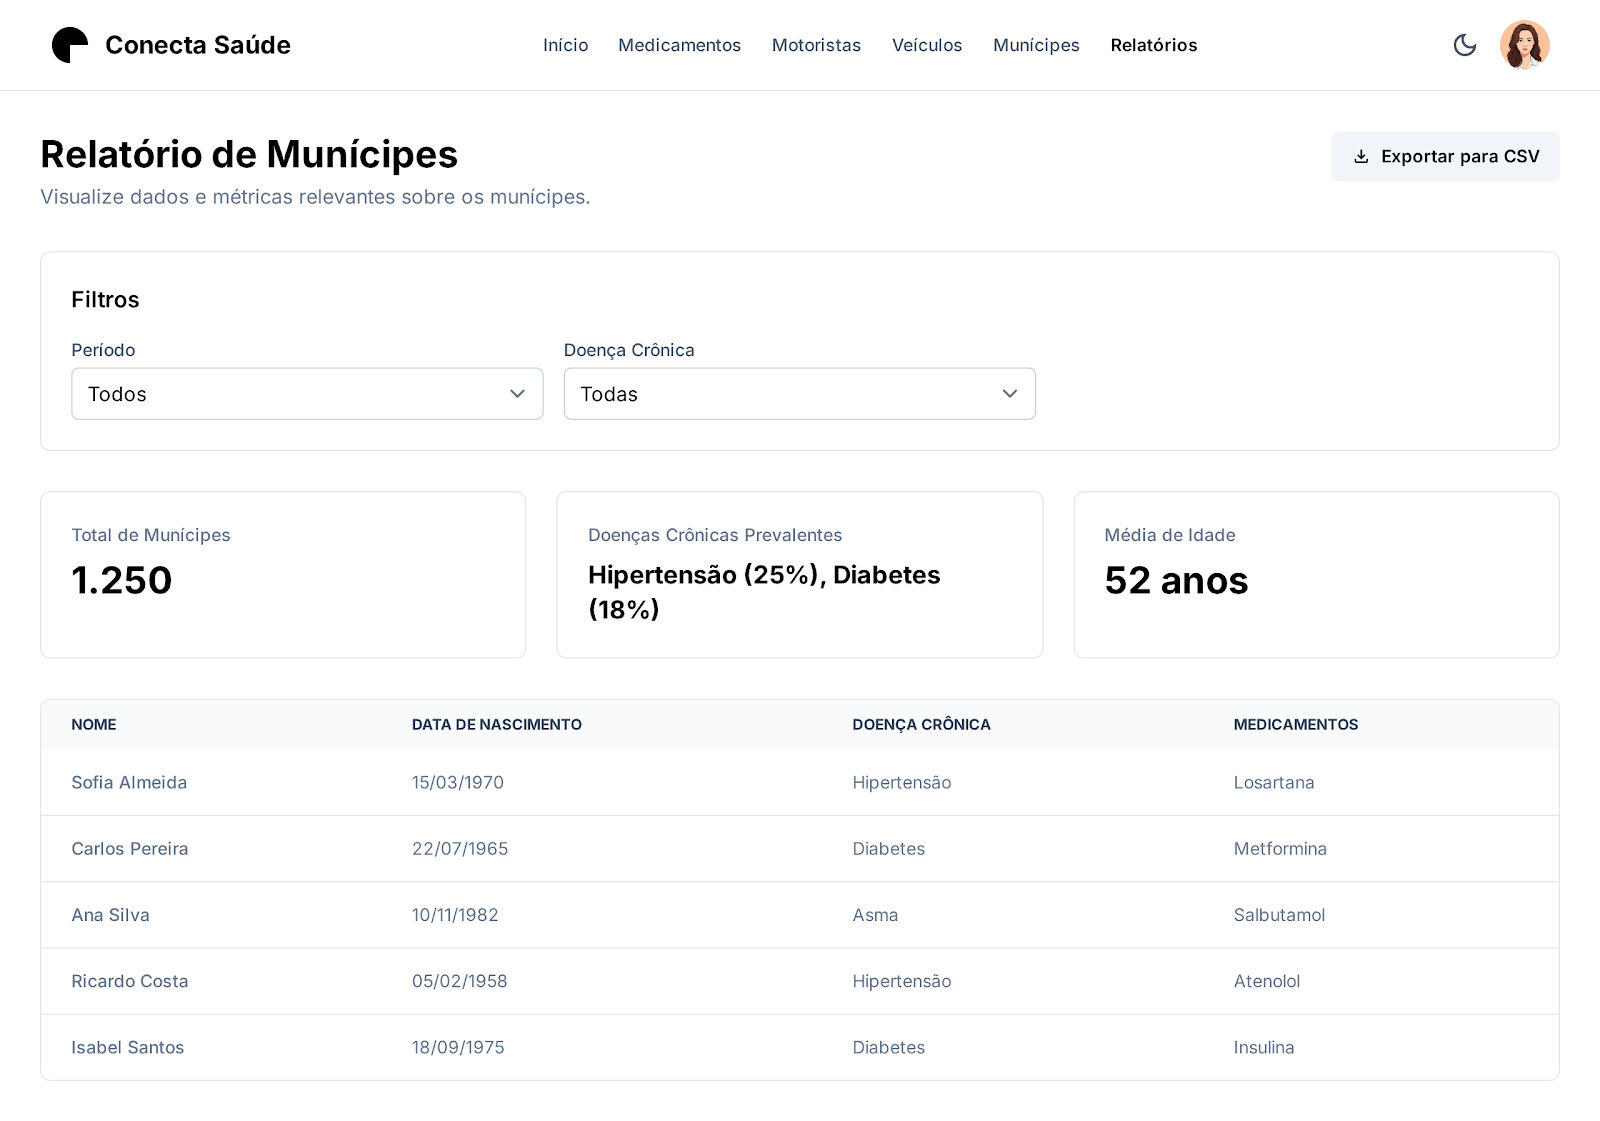 Conecta Saúde
Início Medicamentos Motoristas Veículos Munícipes Relatórios
Relatório de Munícipes
Exportar para CSV
Visualize dados e métricas relevantes sobre os munícipes.
Filtros
Período Doença Crônica
Todos Todas
Total de Munícipes
1.250
Doenças Crônicas Prevalentes
Hipertensão (25%), Diabetes
(18%)
Média de Idade
52 anos
NOME DATA DE NASCIMENTO DOENÇA CRÔNICA MEDICAMENTOS
Sofia Almeida 15/03/1970 Hipertensão Losartana
Carlos Pereira 22/07/1965 Diabetes Metformina
Ana Silva 10/11/1982 Asma Salbutamol
Ricardo Costa 05/02/1958 Hipertensão Atenolol
Isabel Santos 18/09/1975 Diabetes Insulina